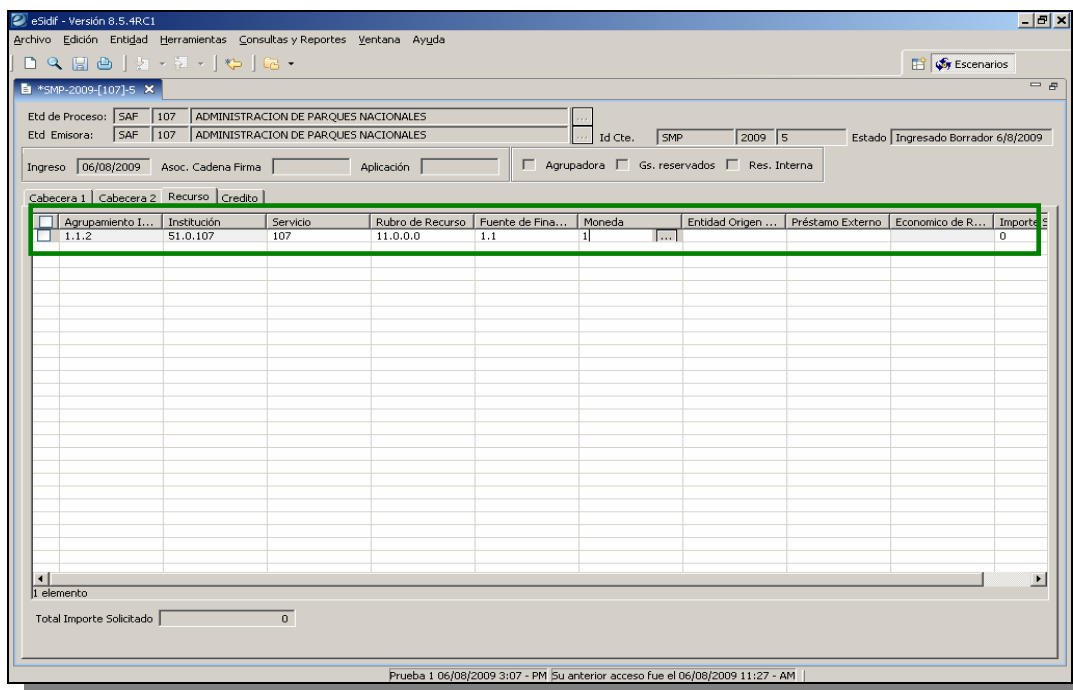 eSidif - Versión 8.5.4RC1
Archivo Edición Entidad Herramientas Consultas y Reportes Ventana Ayuda
Escenarios
*SMP-2009-[107]-5
Etd de Proceso: SAF 107 ADMINISTRACION DE PARQUES NACIONALES ...
Etd Emisora: SAF 107 ADMINISTRACION DE PARQUES NACIONALES ... Id Cte. SMP 2009 5 Estado Ingresado Borrador 6/8/2009
Ingreso 06/08/2009 Asoc. Cadena Firma Aplicación Agrupadora Gs. reservados Res. Interna
Cabecera 1 Cabecera 2 Recurso Credito
Agrupamiento I... Institución Servicio Rubro de Recurso Fuente de Fina... Moneda Entidad Origen ... Préstamo Externo Economico de R... Importe S
1.1.2 51.0.107 107 11.0.0.0 1.1 1 ... 0
1 elemento
Total Importe Solicitado 0
Prueba 1 06/08/2009 3:07 - PM Su anterior acceso fue el 06/08/2009 11:27 - AM